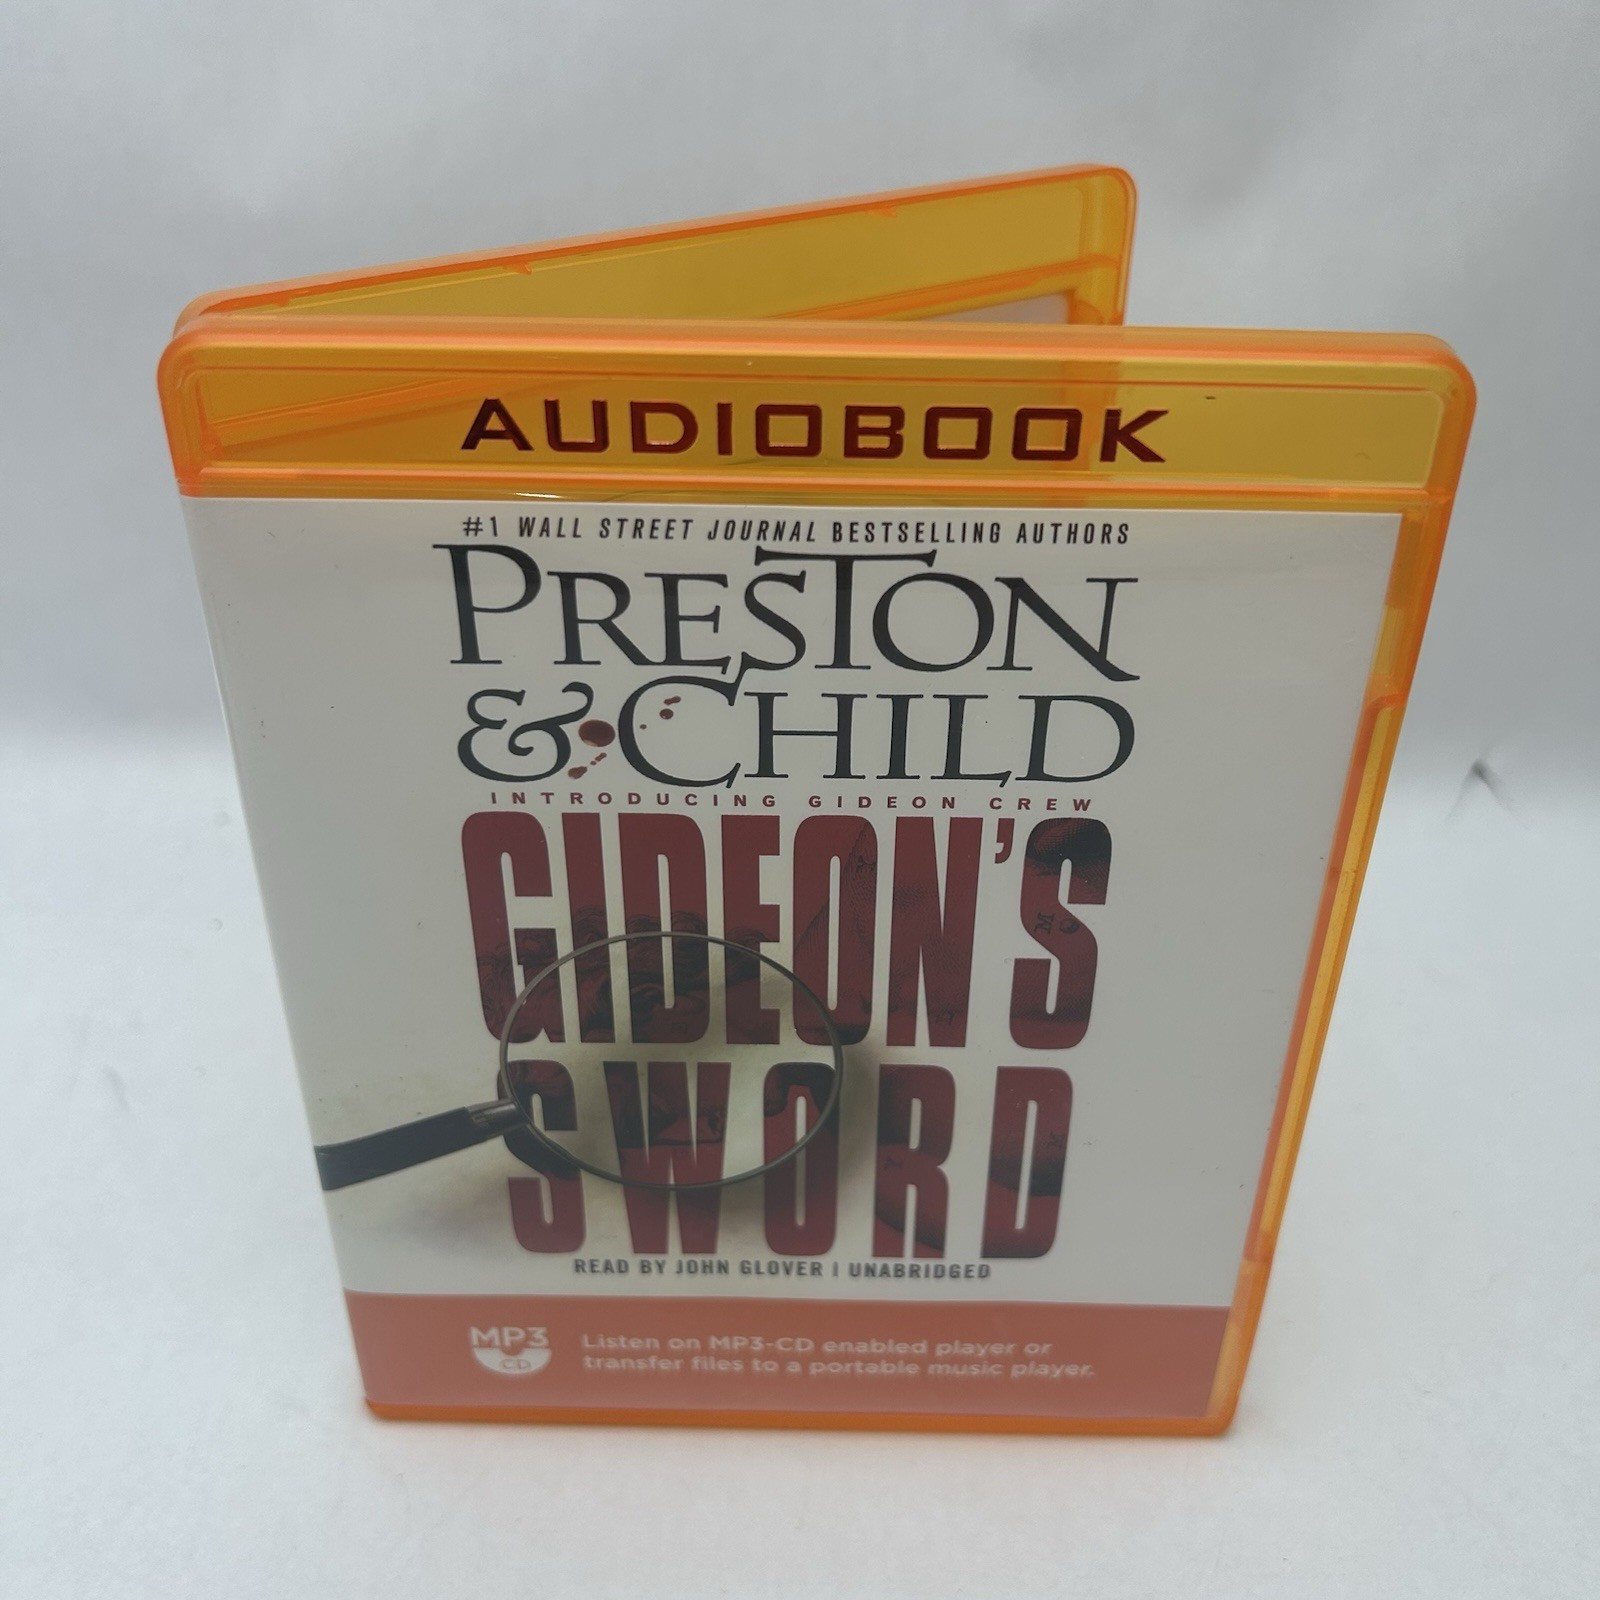 AUDIOBOOK
#1 WALL STREET JOURNAL BESTSELLING AUTHORS
PRESTON
& CHILD
INTRODUCING GIDEON CREW
GIDEON'S
SWORD
READ BY JOHN GLOVER | UNABRIDGED
MP3
CD
Listen on MP3-CD enabled player or
transfer files to a portable music player.